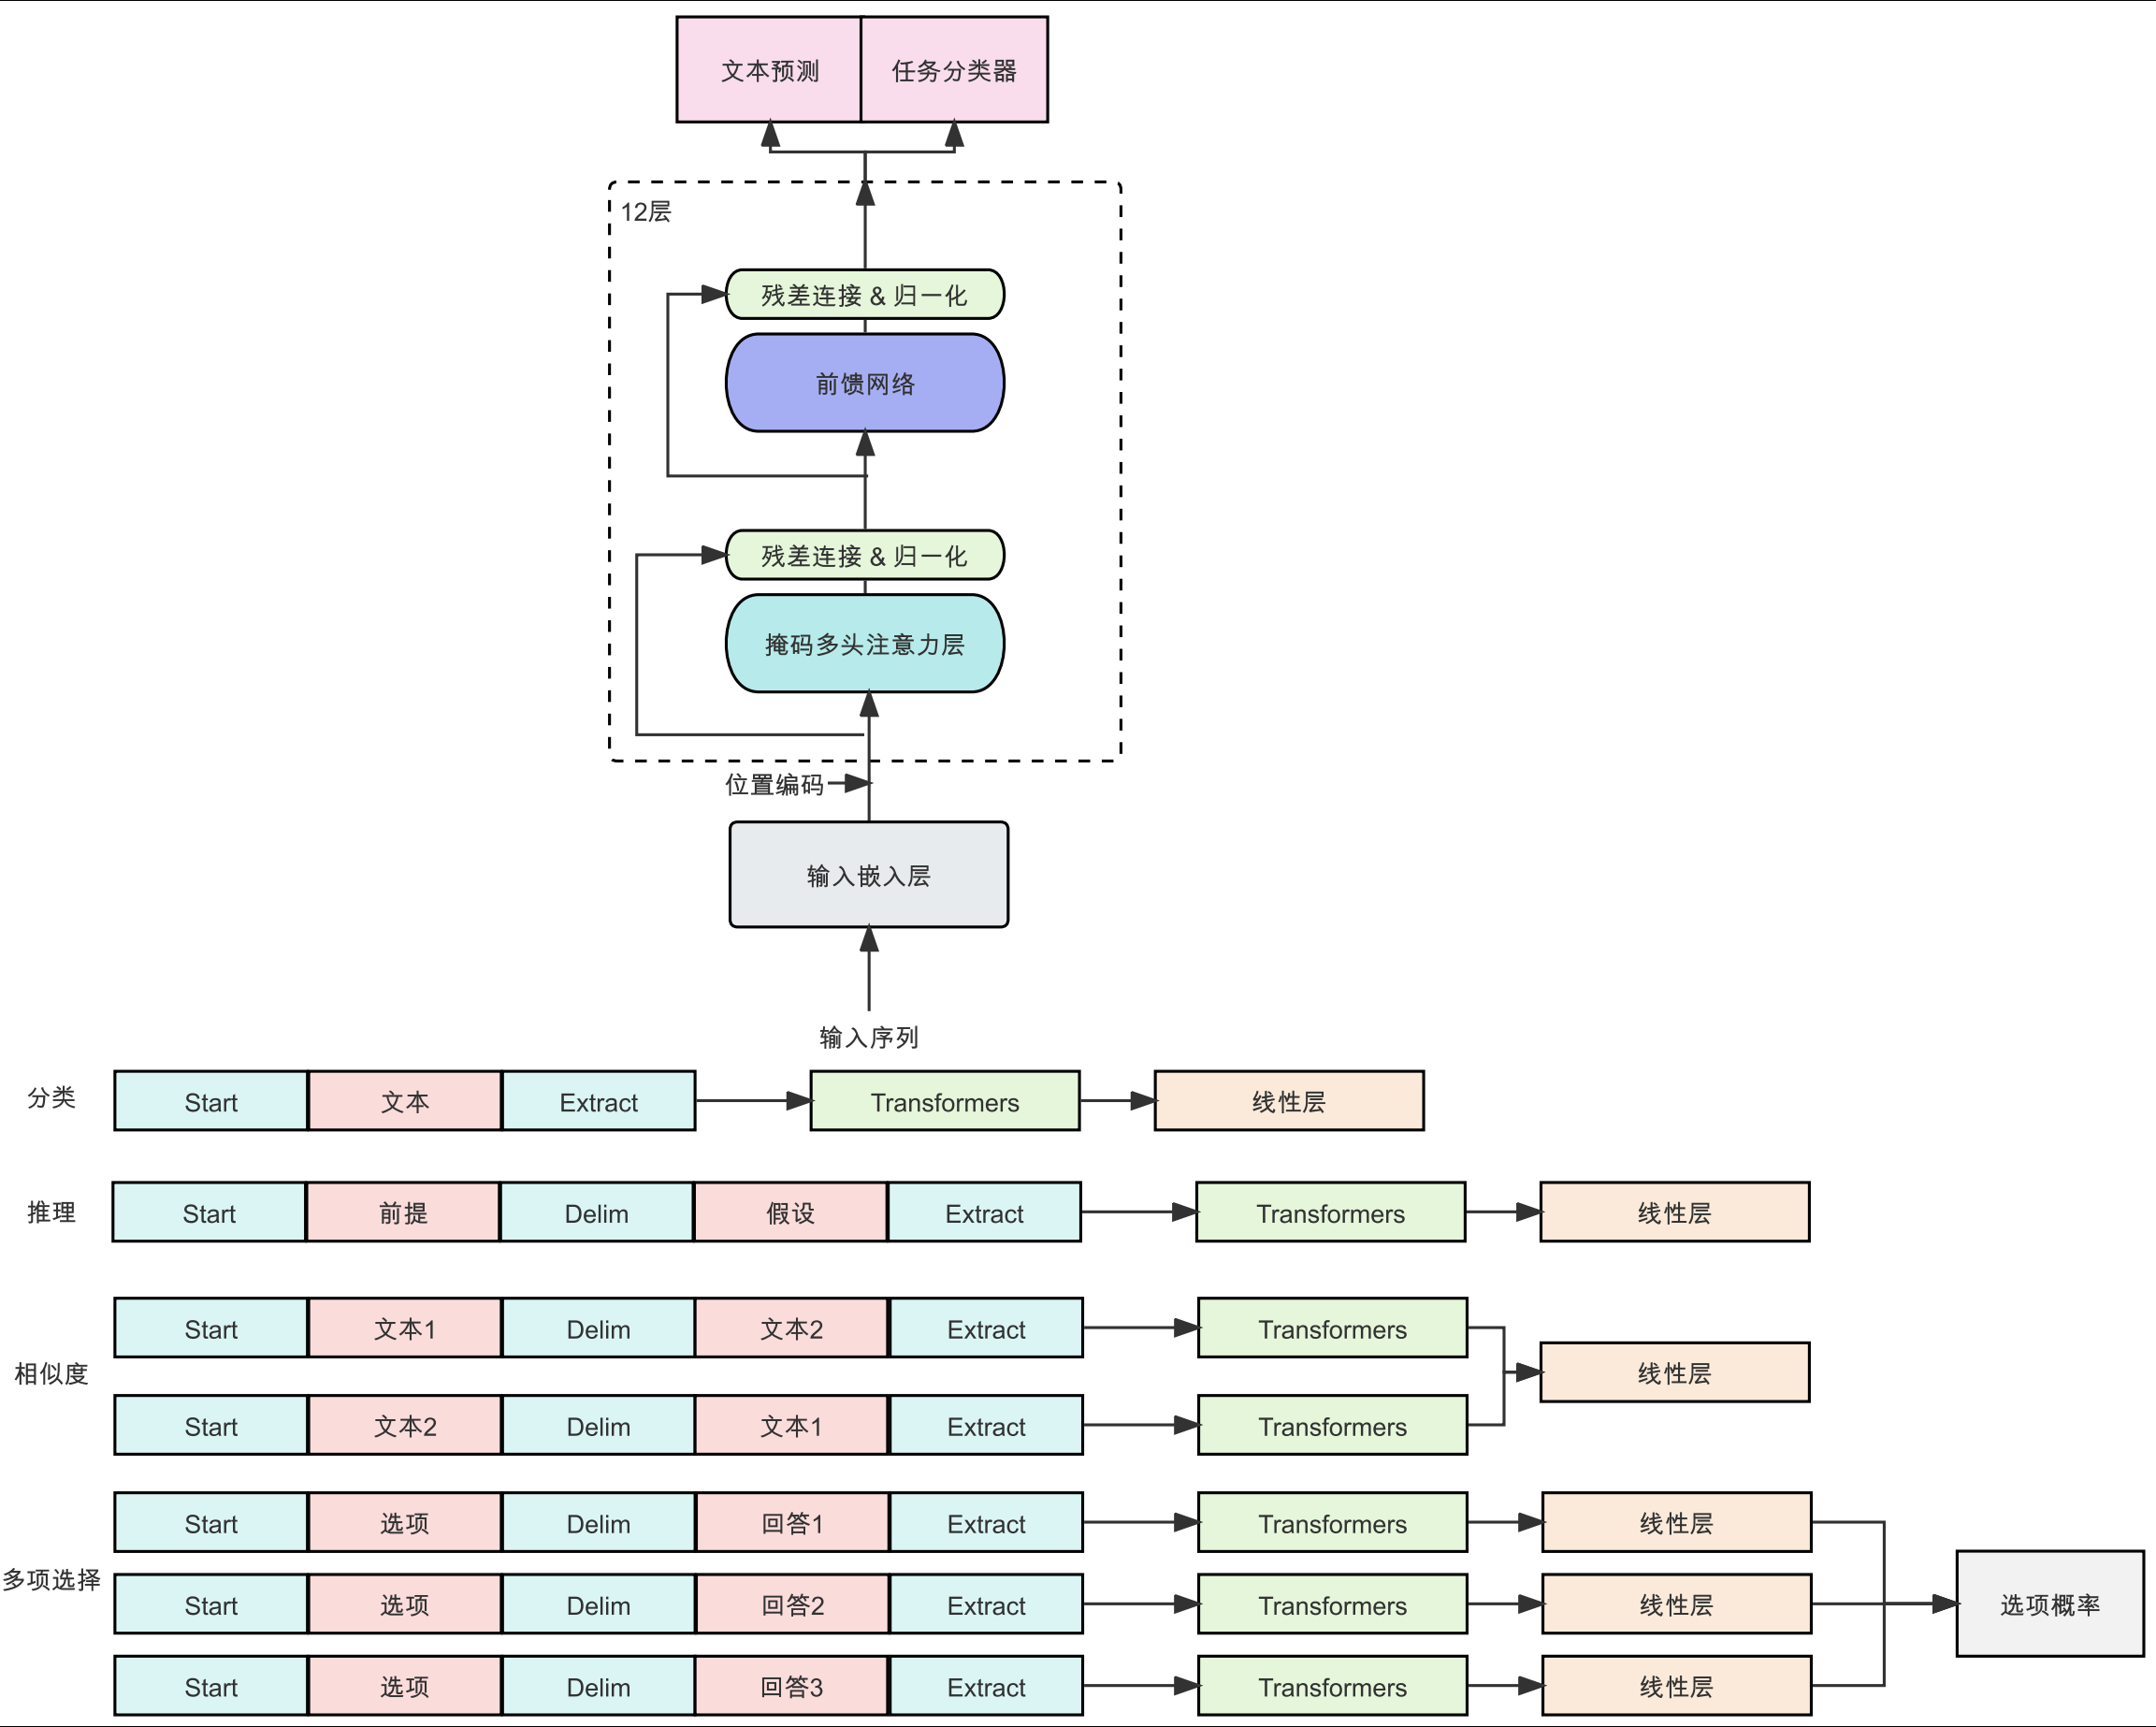 文本预测
任务分类器
12层
残差连接 & 归一化
前馈网络
残差连接 & 归一化
掩码多头注意力层
位置编码
输入嵌入层
输入序列
分类
Start
文本
Extract
Transformers
线性层
推理
Start
前提
Delim
假设
Extract
Transformers
线性层
相似度
Start
文本1
Delim
文本2
Extract
Transformers
线性层
Start
文本2
Delim
文本1
Extract
Transformers
多项选择
Start
选项
Delim
回答1
Extract
Transformers
线性层
Start
选项
Delim
回答2
Extract
Transformers
线性层
选项概率
Start
选项
Delim
回答3
Extract
Transformers
线性层